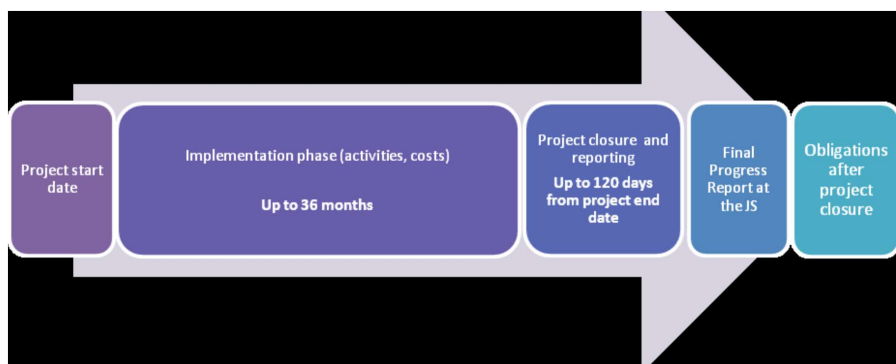 Project start
date
Implementation phase (activities, costs)
Up to 36 months
Project closure and
reporting
Up to 120 days
from project end
date
Final
Progress
Report at
the JS
Obligations
after
project
closure